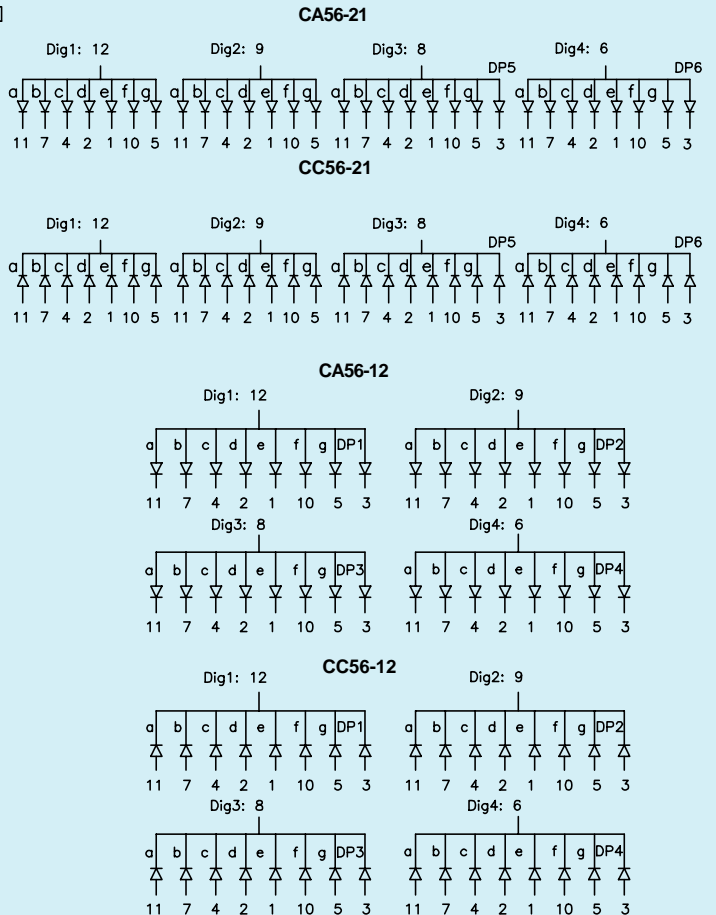 CA56-21
Dig1: 12 Dig2: 9 Dig3: 8 Dig4: 6
DP5 DP6
a b c d e f g a b c d e f g a b c d e f g a b c d e f g
11 7 4 2 1 10 5 11 7 4 2 1 10 5 11 7 4 2 1 10 5 3 11 7 4 2 1 10 5 3
CC56-21
Dig1: 12 Dig2: 9 Dig3: 8 Dig4: 6
DP5 DP6
a b c d e f g a b c d e f g a b c d e f g a b c d e f g
11 7 4 2 1 10 5 11 7 4 2 1 10 5 11 7 4 2 1 10 5 3 11 7 4 2 1 10 5 3
CA56-12
Dig1: 12 Dig2: 9
a b c d e f g DP1 a b c d e f g DP2
11 7 4 2 1 10 5 3 11 7 4 2 1 10 5 3
Dig3: 8 Dig4: 6
a b c d e f g DP3 a b c d e f g DP4
11 7 4 2 1 10 5 3 11 7 4 2 1 10 5 3
CC56-12
Dig1: 12 Dig2: 9
a b c d e f g DP1 a b c d e f g DP2
11 7 4 2 1 10 5 3 11 7 4 2 1 10 5 3
Dig3: 8 Dig4: 6
a b c d e f g DP3 a b c d e f g DP4
11 7 4 2 1 10 5 3 11 7 4 2 1 10 5 3